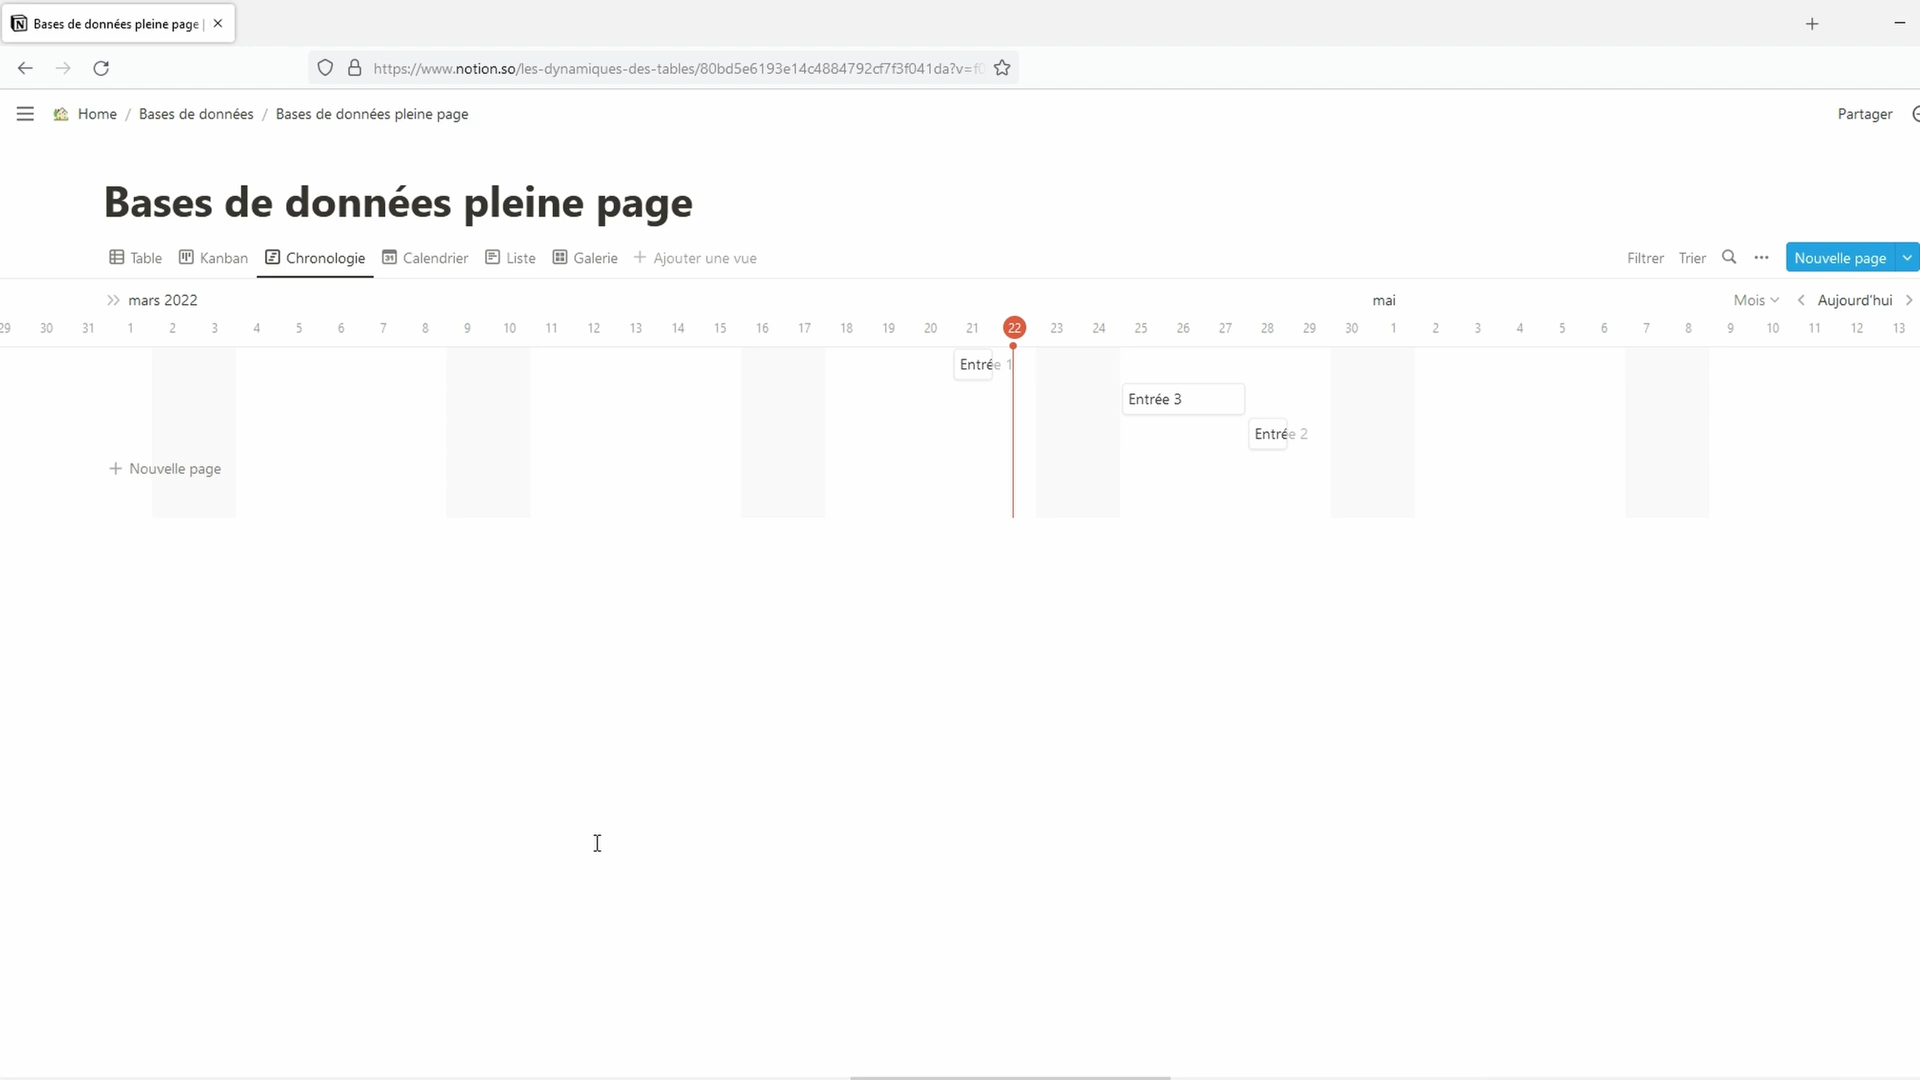 Bases de données pleine page |
https://www.notion.so/les-dynamiques-des-tables/80bd5e6193e14c4884792cf7f3f041da?v=f
Home / Bases de données / Bases de données pleine page
Partager
Bases de données pleine page
Table Kanban Chronologie Calendrier Liste Galerie + Ajouter une vue
Filtrer Trier ••• Nouvelle page
mars 2022 mai Mois Aujourd'hui
29 30 31 1 2 3 4 5 6 7 8 9 10 11 12 13 14 15 16 17 18 19 20 21 22 23 24 25 26 27 28 29 30 1 2 3 4 5 6 7 8 9 10 11 12 13
Entrée 1
Entrée 3
Entrée 2
+ Nouvelle page